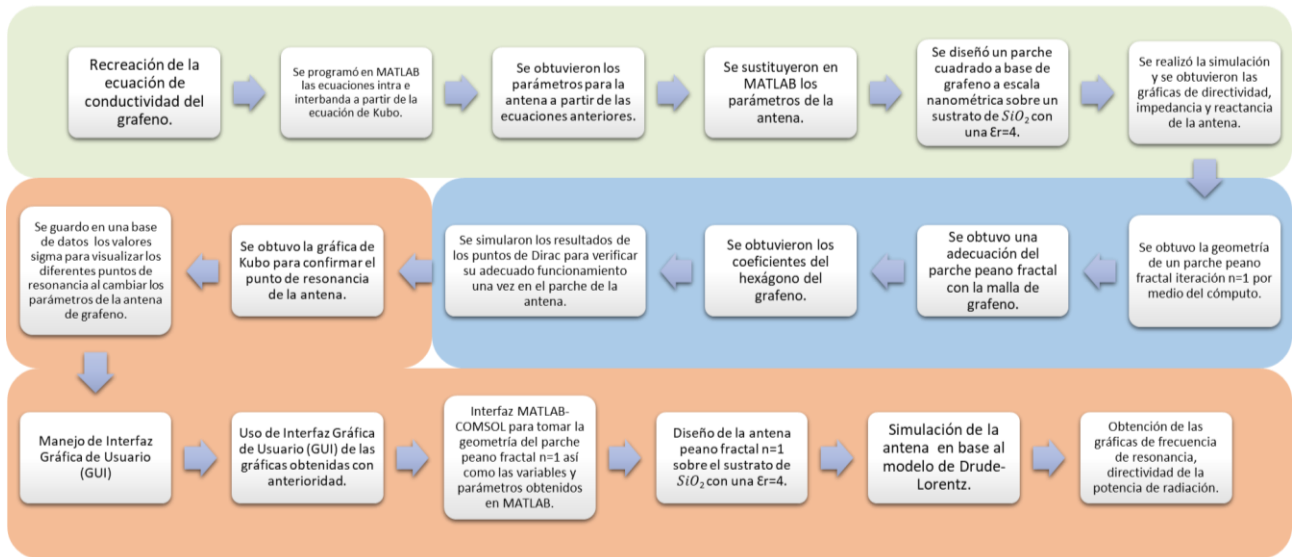 Recreación de la
ecuación de
conductividad del
grafeno.
Se programó en MATLAB
las ecuaciones intra e
interbanda a partir de la
ecuación de Kubo.
Se obtuvieron los
parámetros para la
antena a partir de las
ecuaciones anteriores.
Se sustituyeron en
MATLAB los
parámetros de la
antena.
Se diseñó un parche
cuadrado a base de
grafeno a escala
nanométrica sobre un
sustrato de SiO₂ con
una Ɛr=4.
Se realizó la simulación
y se obtuvieron las
gráficas de directividad,
impedancia y reactancia
de la antena.
Se obtuvo la geometría
de un parche peano
fractal iteración n=1 por
medio del cómputo.
Se obtuvo una
adecuación del
parche peano fractal
con la malla de
grafeno.
Se obtuvieron los
coeficientes del
hexágono del
grafeno.
Se simularon los resultados de
los puntos de Dirac para verificar
su adecuado funcionamiento
una vez en el parche de la
antena.
Se obtuvo la gráfica de
Kubo para confirmar el
punto de resonancia
de la antena.
Se guardo en una base
de datos los valores
sigma para visualizar los
diferentes puntos de
resonancia al cambiar los
parámetros de la antena
de grafeno.
Manejo de Interfaz
Gráfica de Usuario
(GUI)
Uso de Interfaz Gráfica
de Usuario (GUI) de las
gráficas obtenidas con
anterioridad.
Interfaz MATLAB-
COMSOL para tomar la
geometría del parche
peano fractal n=1 así
como las variables y
parámetros obtenidos
en MATLAB.
Diseño de la antena
peano fractal n=1
sobre el sustrato de
SiO₂ con una Ɛr=4.
Simulación de la
antena en base al
modelo de Drude-
Lorentz.
Obtención de las
gráficas de frecuencia
de resonancia,
directividad de la
potencia de radiación.